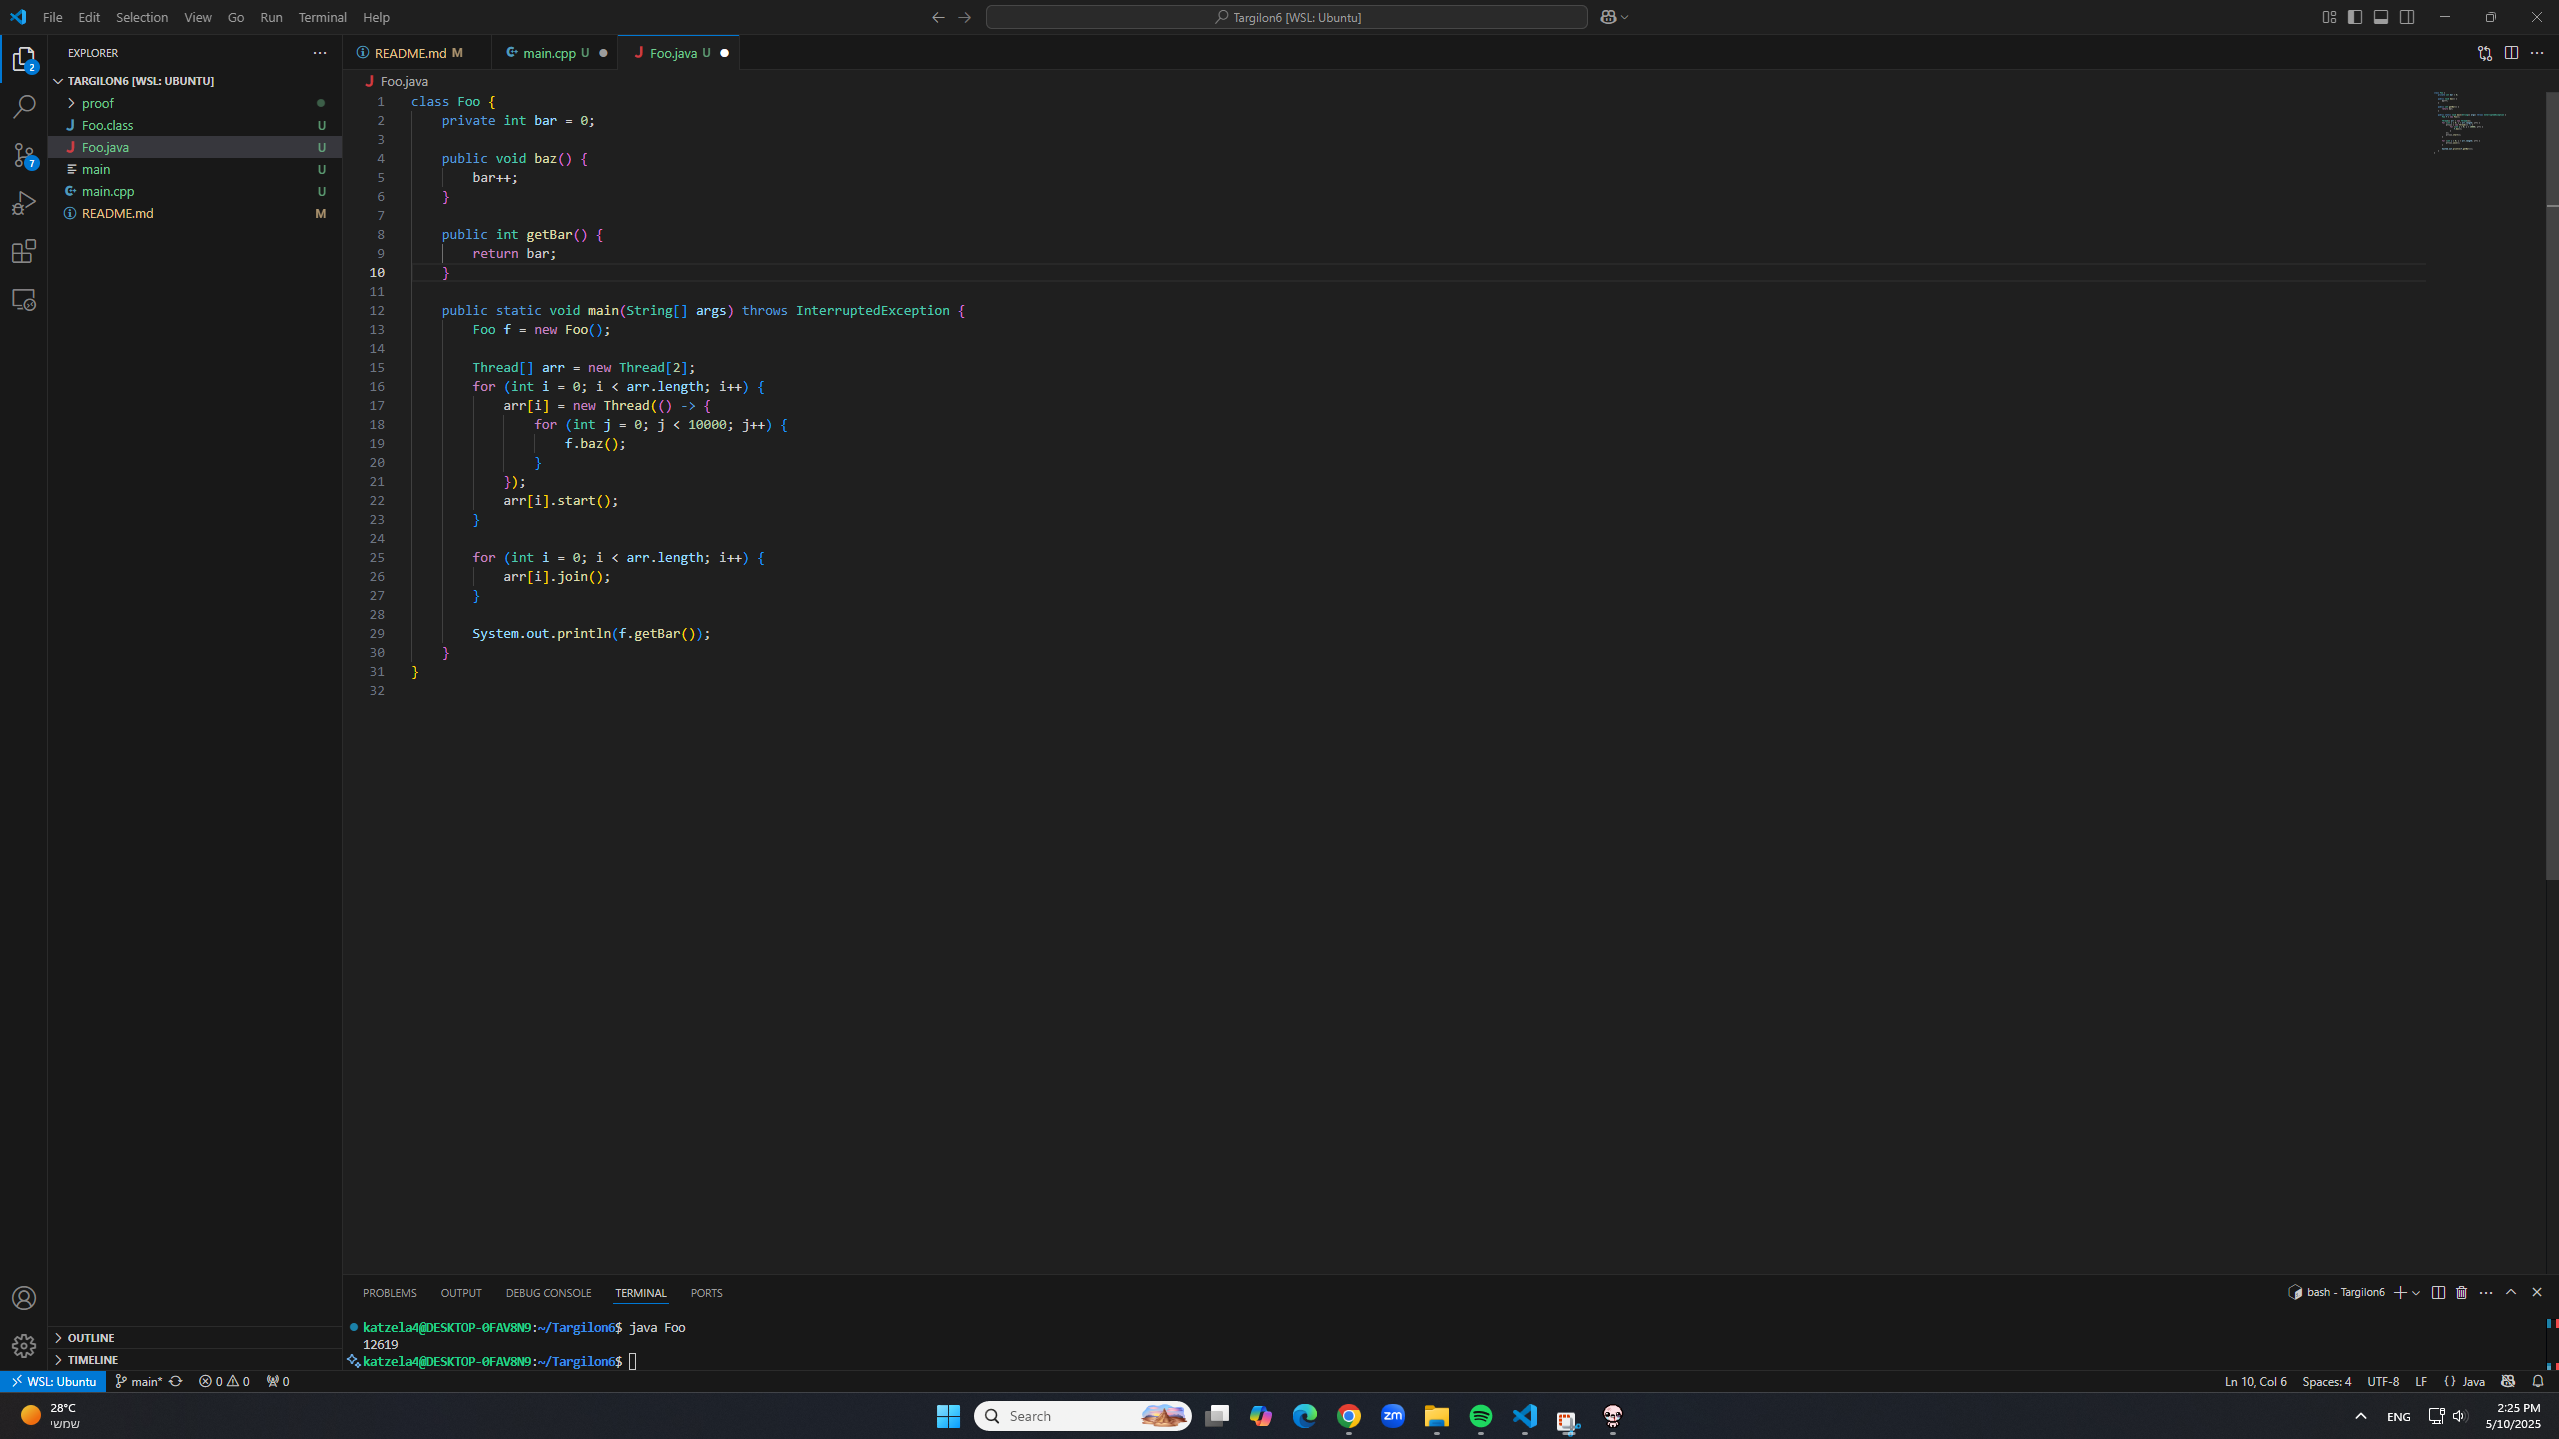 File Edit Selection View Go Run Terminal Help
Targilon6 [WSL: Ubuntu]
EXPLORER
TARGILON6 [WSL: UBUNTU]
proof
Foo.class U
Foo.java U
main U
main.cpp U
README.md M
OUTLINE
TIMELINE
2
7
README.md M
main.cpp U
Foo.java U
Foo.java
1 class Foo {
2 private int bar = 0;
3
4 public void baz() {
5 bar++;
6 }
7
8 public int getBar() {
9 return bar;
10 }
11
12 public static void main(String[] args) throws InterruptedException {
13 Foo f = new Foo();
14
15 Thread[] arr = new Thread[2];
16 for (int i = 0; i < arr.length; i++) {
17 arr[i] = new Thread(() -> {
18 for (int j = 0; j < 10000; j++) {
19 f.baz();
20 }
21 });
22 arr[i].start();
23 }
24
25 for (int i = 0; i < arr.length; i++) {
26 arr[i].join();
27 }
28
29 System.out.println(f.getBar());
30 }
31 }
32
PROBLEMS OUTPUT DEBUG CONSOLE TERMINAL PORTS
bash - Targilon6
katzela4@DESKTOP-0FAV8N9:~/Targilon6$ java Foo
12619
katzela4@DESKTOP-0FAV8N9:~/Targilon6$
WSL: Ubuntu main* 0 0 0
Ln 10, Col 6 Spaces: 4 UTF-8 LF {} Java
28°C
שמשי
Search
zm
ENG
2:25 PM
5/10/2025